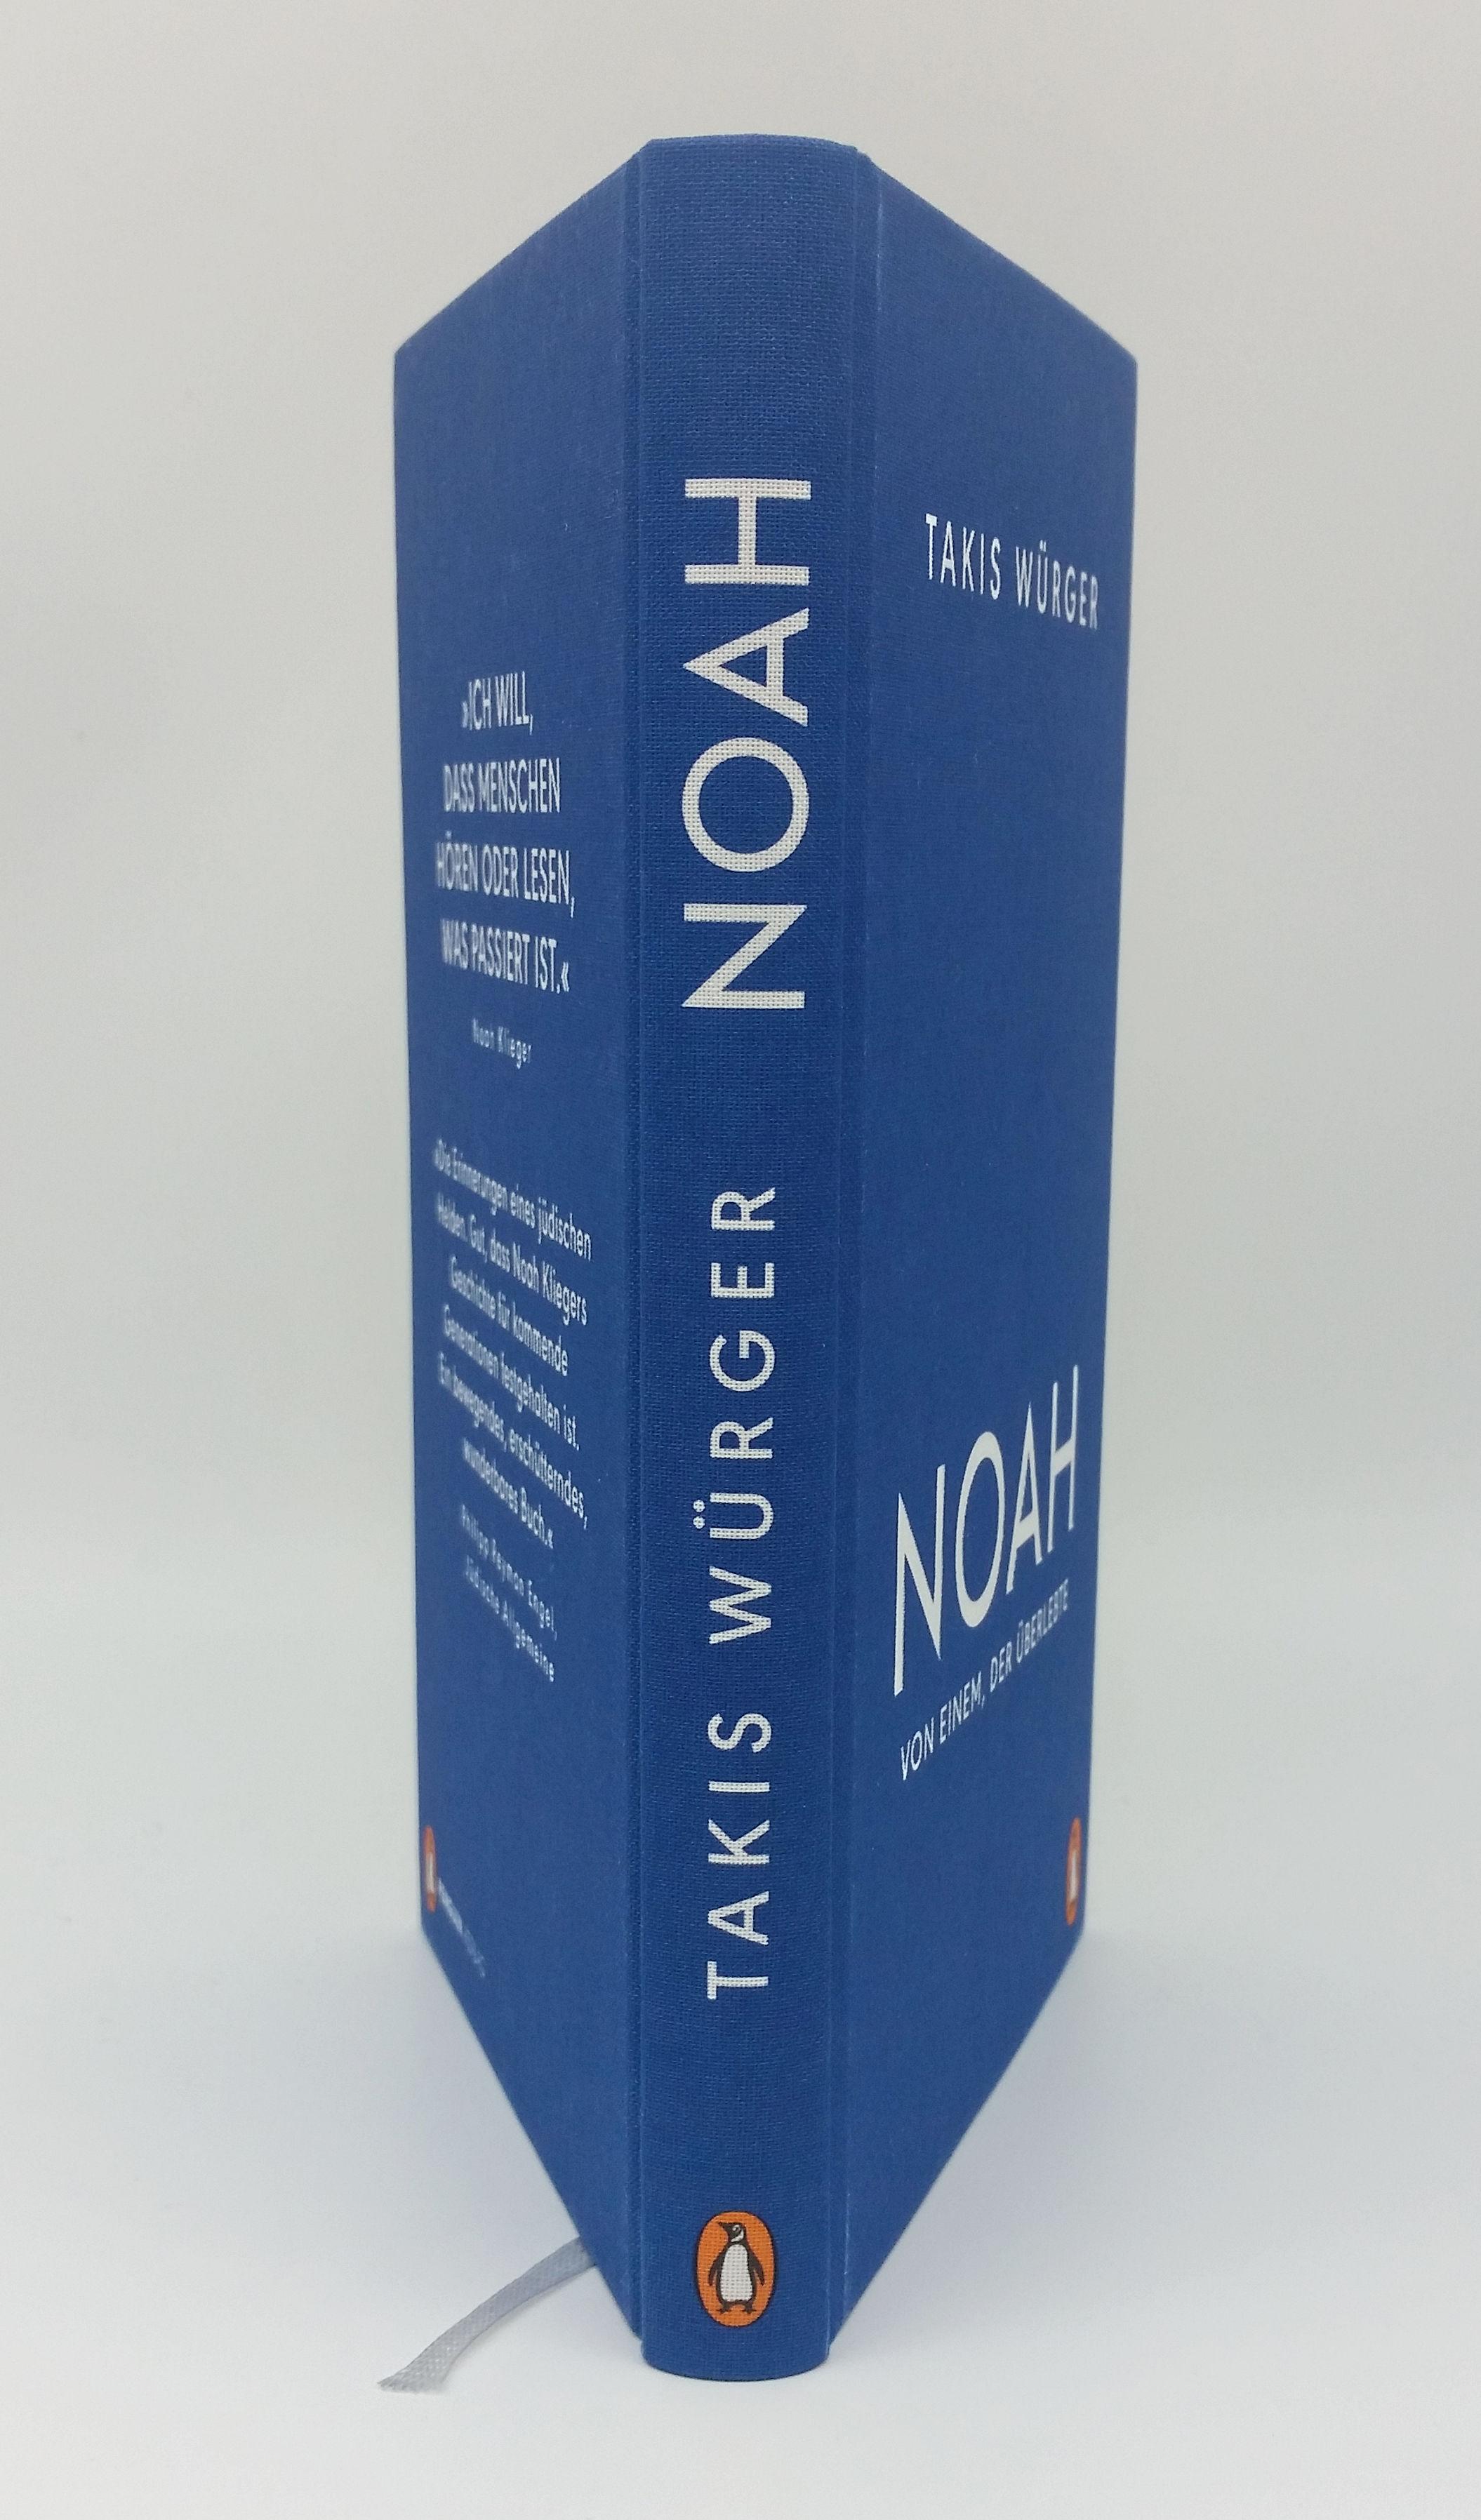 »ICH WILL,
DASS MENSCHEN
HÖREN ODER LESEN,
WAS PASSIERT IST.«
Noah Klieger
»Die Erinnerungen eines jüdischen
Helden. Gut, dass Noah Kliegers
Geschichte für kommende
Generationen festgehalten ist.
Ein bewegendes, erschütterndes,
wunderbares Buch.«
Philipp Peyman Engel,
Jüdische Allgemeine
TAKIS WÜRGER NOAH
TAKIS WÜRGER
NOAH
VON EINEM, DER ÜBERLEBTE